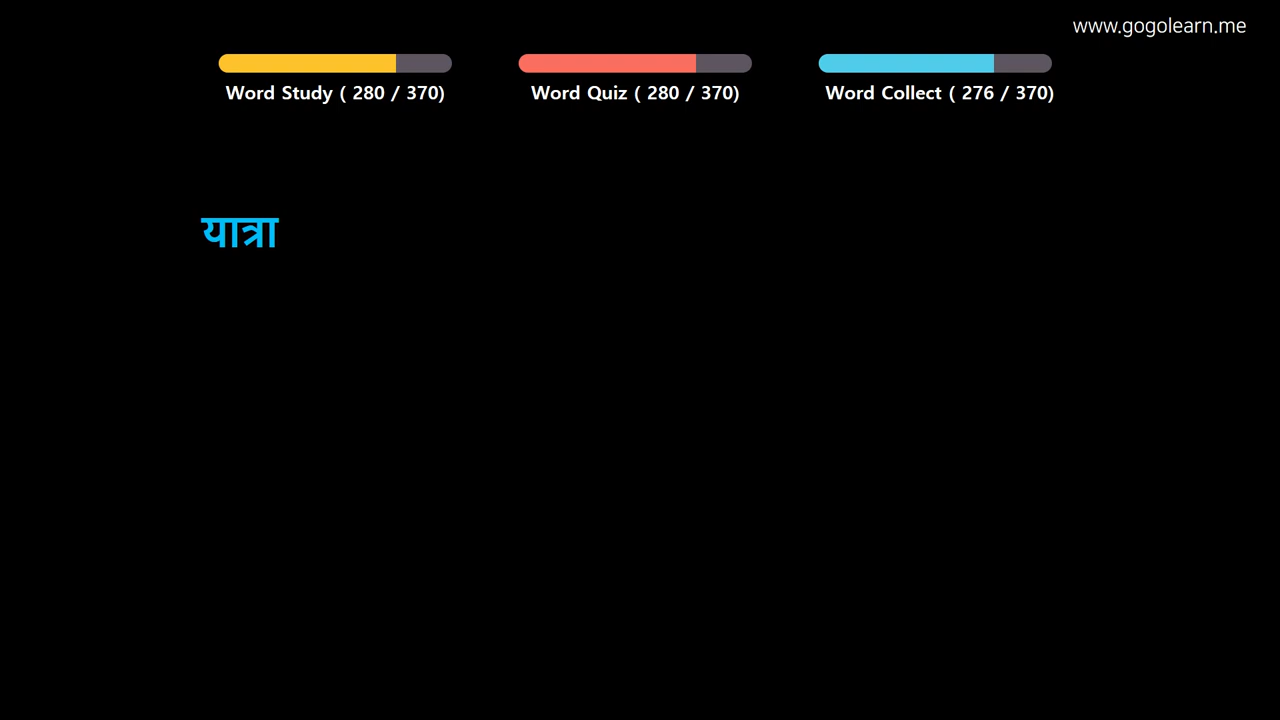 www.gogolearn.me
Word Study ( 280 / 370) Word Quiz ( 280 / 370) Word Collect ( 276 / 370)
यात्रा